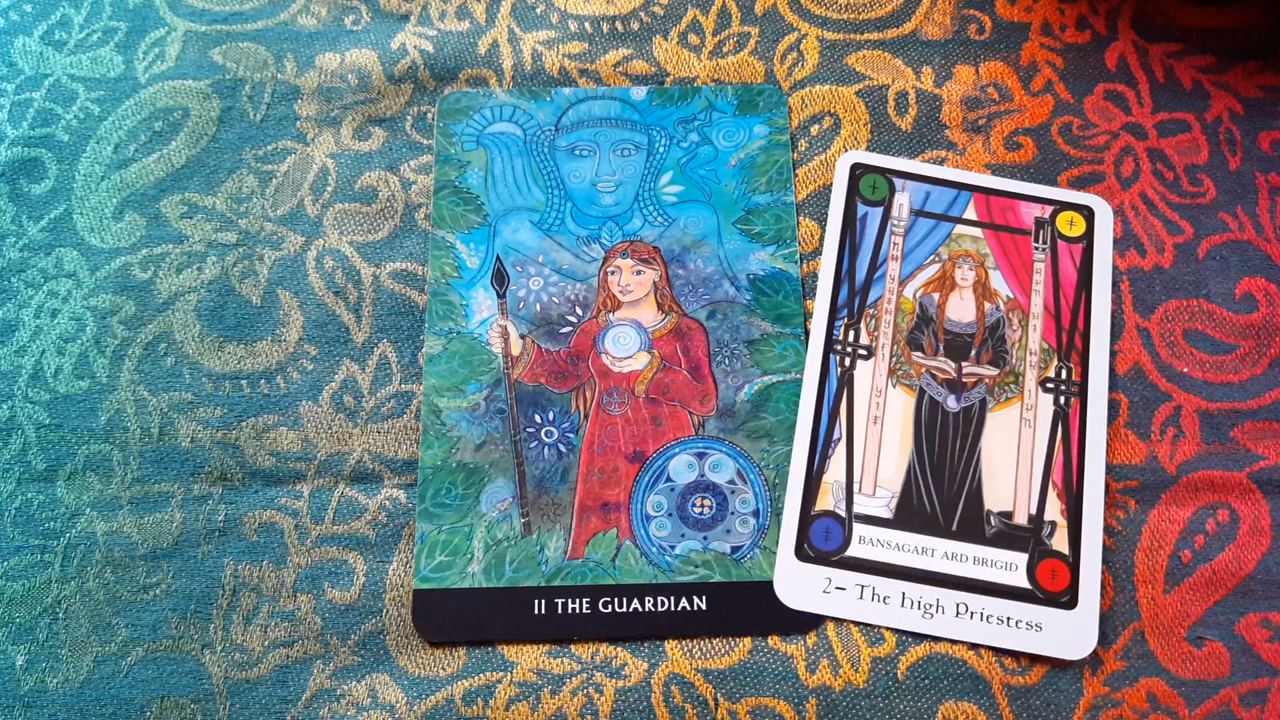 II THE GUARDIAN
BANSAGART ARD BRIGID
2- The High Priestess